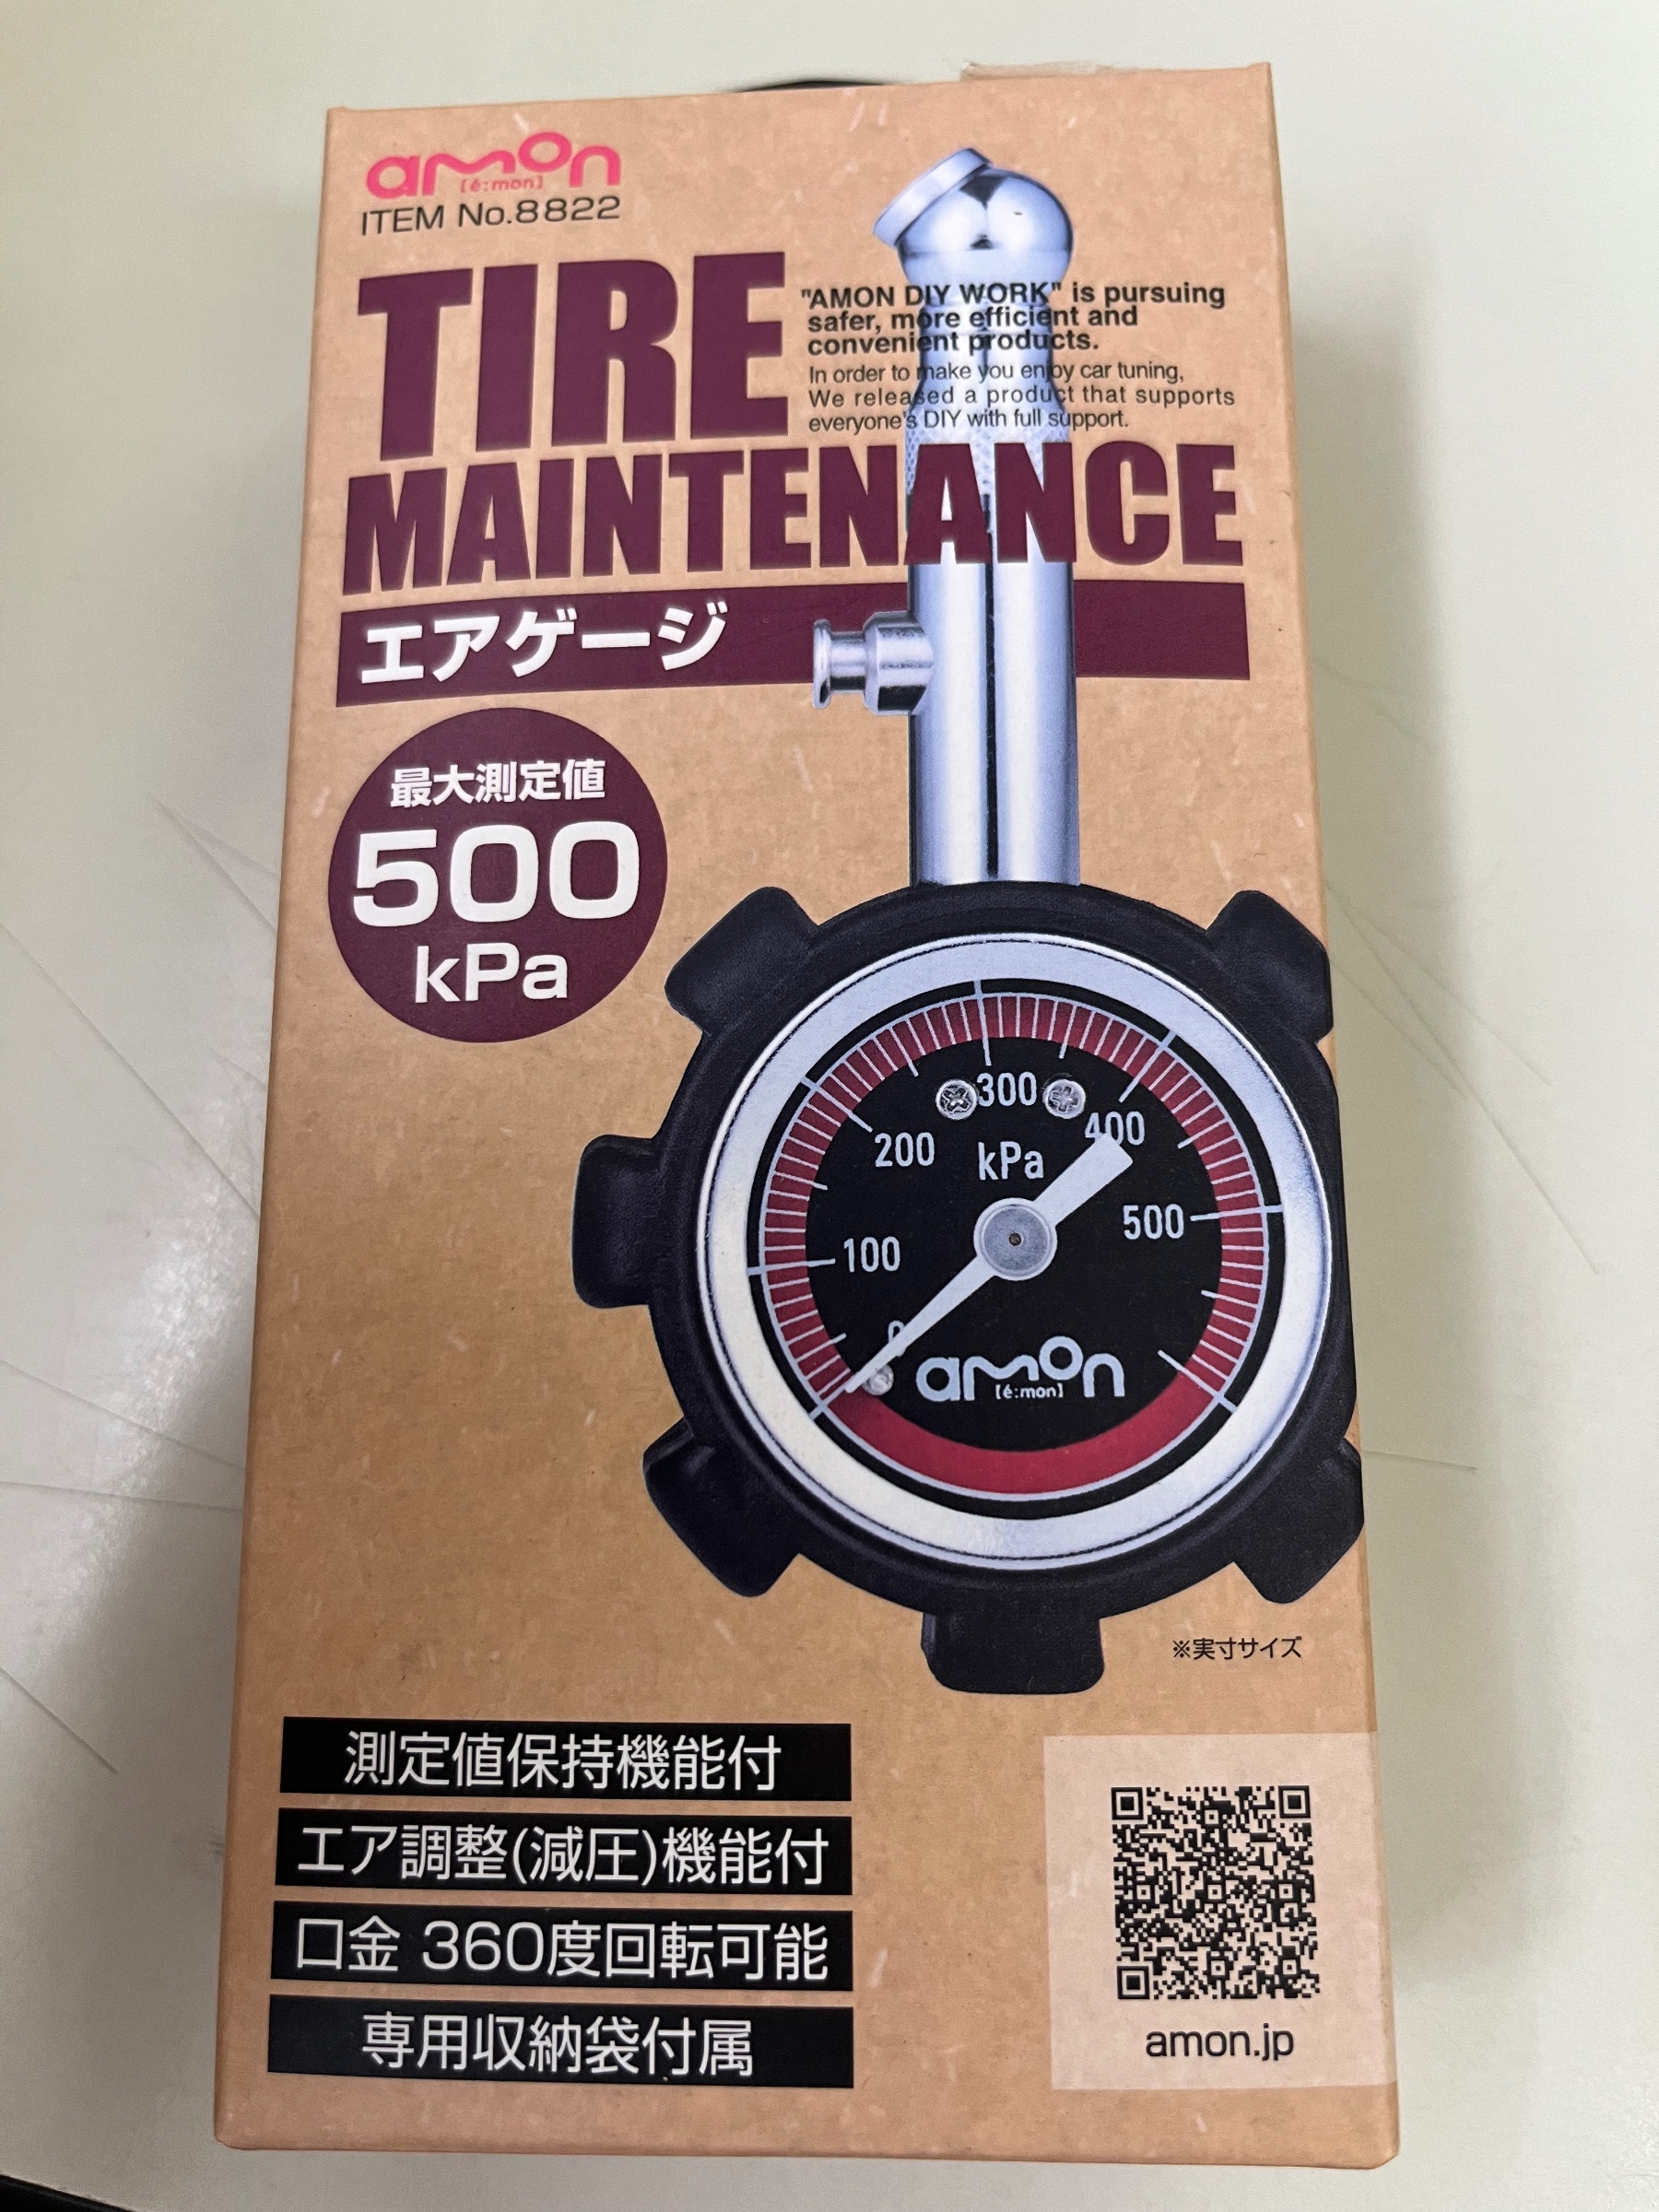 amon
[é:mon]
ITEM No.8822
TIRE
"AMON DIY WORK" is pursuing
safer, more efficient and
convenient products.
In order to make you enjoy car tuning,
We released a product that supports
everyone's DIY with full support.
MAINTENANCE
エアゲージ
最大測定値
500
kPa
300
400
200
kPa
500
100
0
amon
[é:mon]
※実寸サイズ
測定値保持機能付
エア調整(減圧)機能付
口金 360度回転可能
専用収納袋付属
amon.jp